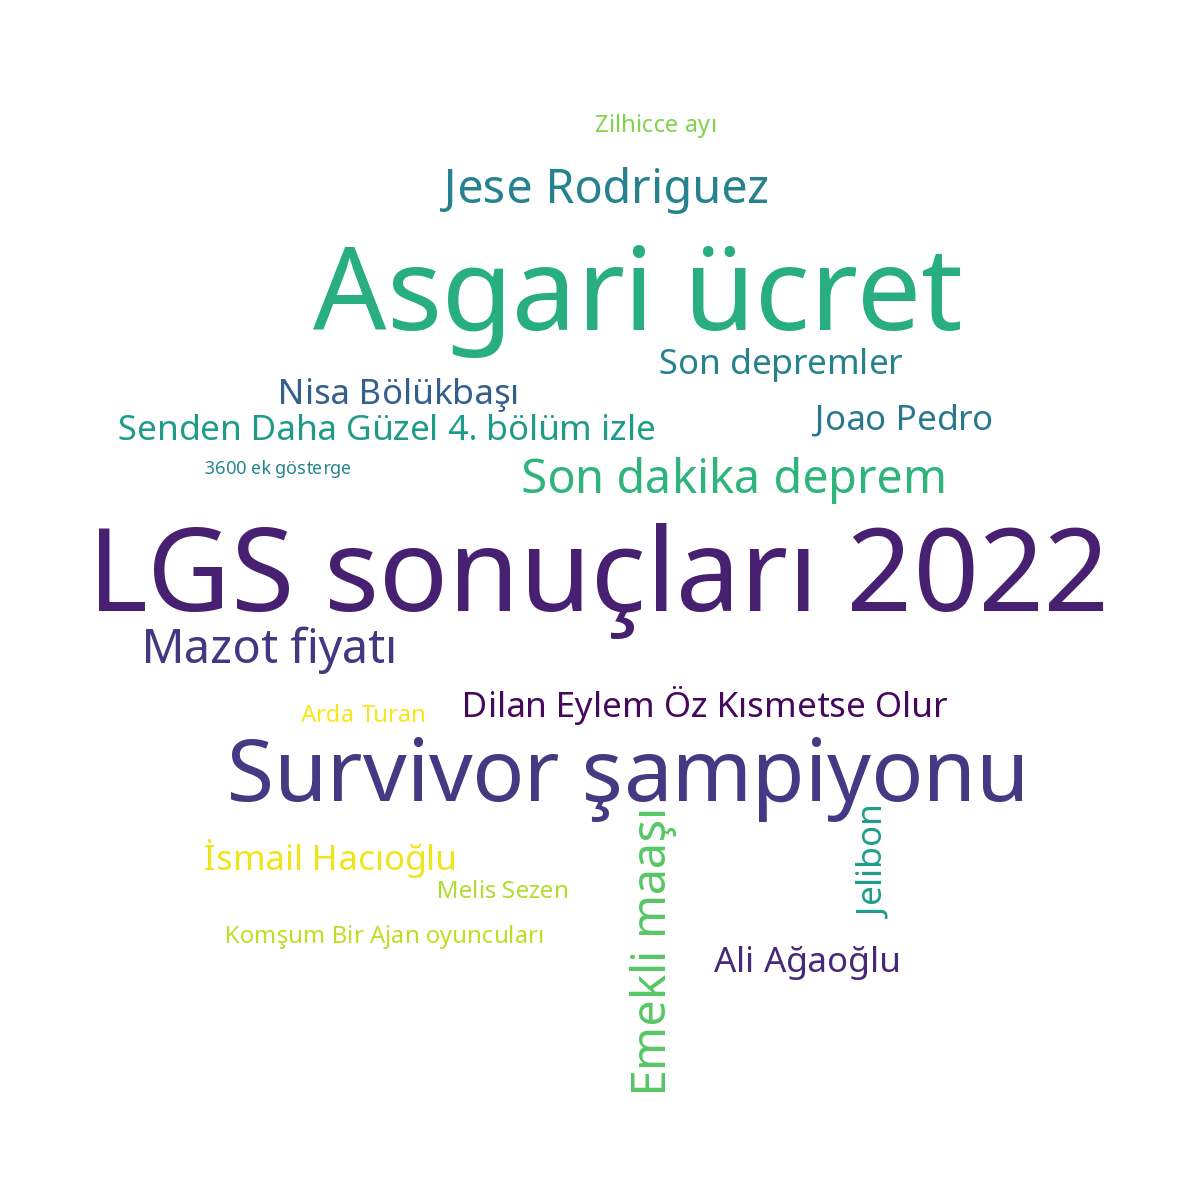 Zilhicce ayı
Jese Rodriguez
Asgari ücret
Son depremler
Nisa Bölükbaşı
Joao Pedro
Senden Daha Güzel 4. bölüm izle
3600 ek gösterge
Son dakika deprem
LGS sonuçları 2022
Mazot fiyatı
Dilan Eylem Öz Kısmetse Olur
Arda Turan
Survivor şampiyonu
Jelibon
İsmail Hacıoğlu
Melis Sezen
Emekli maaşı
Komşum Bir Ajan oyuncuları
Ali Ağaoğlu